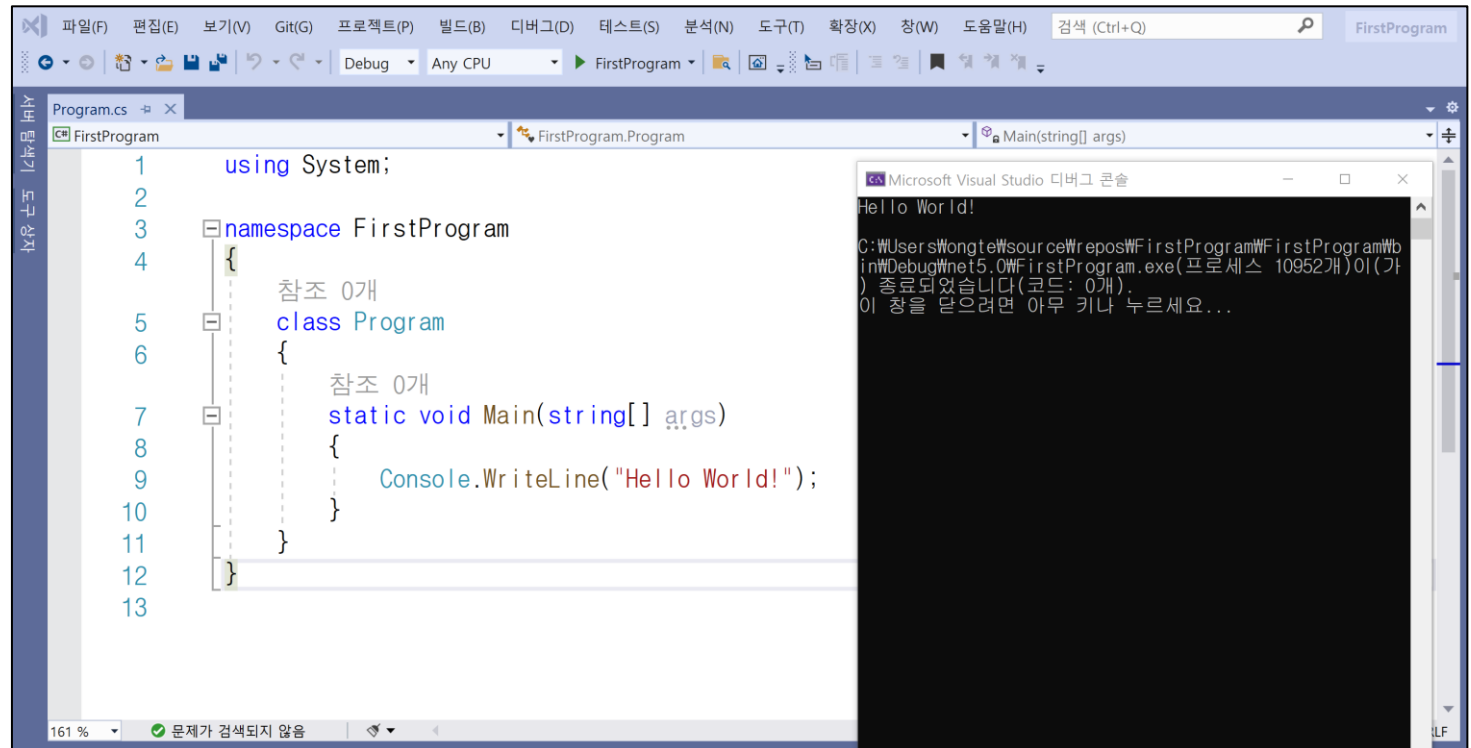 파일(F) 편집(E) 보기(V) Git(G) 프로젝트(P) 빌드(B) 디버그(D) 테스트(S) 분석(N) 도구(T) 확장(X) 창(W) 도움말(H) 검색 (Ctrl+Q) FirstProgram
Debug Any CPU FirstProgram
서버 탐색기
도구 상자
Program.cs
C# FirstProgram FirstProgram.Program Main(string[] args)
1 using System;
2
3 namespace FirstProgram
4 {
참조 0개
5 class Program
6 {
참조 0개
7 static void Main(string[] args)
8 {
9 Console.WriteLine("Hello World!");
10 }
11 }
12 }
13
161 % 문제가 검색되지 않음
Microsoft Visual Studio 디버그 콘솔
Hello World!
C:₩Users₩ongte₩source₩repos₩FirstProgram₩FirstProgram₩b
in₩Debug₩net5.0₩FirstProgram.exe(프로세스 10952개)이(가
) 종료되었습니다(코드: 0개).
이 창을 닫으려면 아무 키나 누르세요...